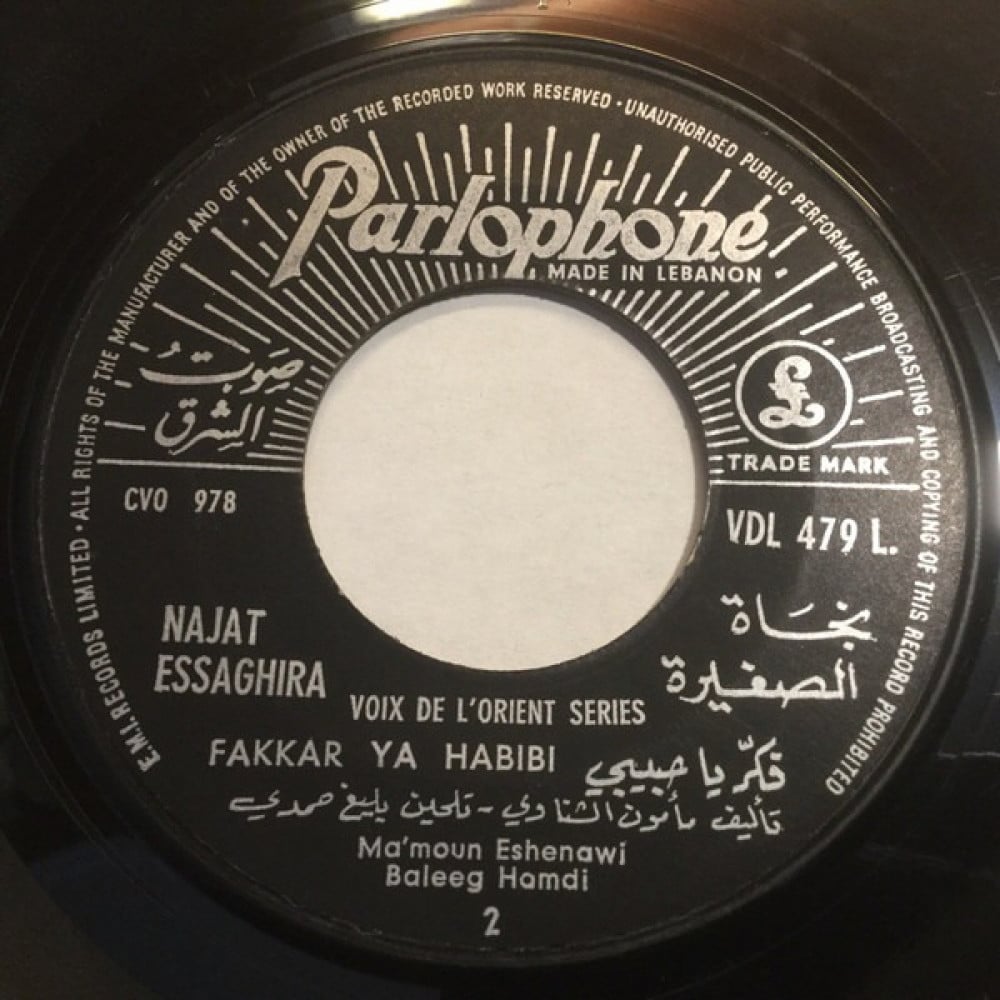 E.M.I. RECORDS LIMITED · ALL RIGHTS OF THE MANUFACTURER AND OF THE OWNER OF THE RECORDED WORK RESERVED · UNAUTHORISED PUBLIC PERFORMANCE BROADCASTING AND COPYING OF THIS RECORD PROHIBITED
Parlophone
MADE IN LEBANON
صَوتُ
الشرق
£
TRADE MARK
CVO 978
VDL 479 L.
NAJAT
ESSAGHIRA
نجَاة
الصغيرة
VOIX DE L'ORIENT SERIES
FAKKAR YA HABIBI فكّر يا حبيبي
تأليف مأمون الشناوي - تلحين بليغ حمدي
Ma'moun Eshenawi
Baleeg Hamdi
2